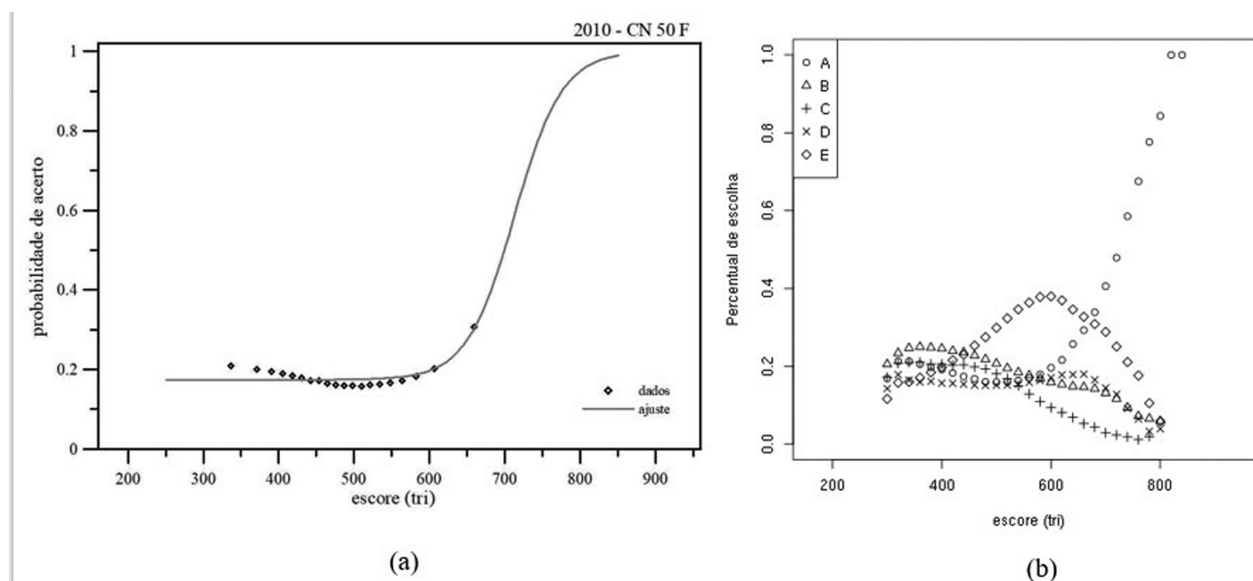 2010 - CN 50 F
probabilidade de acerto
1
0.8
0.6
0.4
0.2
0
dados
ajuste
200 300 400 500 600 700 800 900
escore (tri)
(a)
A
B
C
D
E
Percentual de escolha
1.0
0.8
0.6
0.4
0.2
0.0
200 400 600 800
escore (tri)
(b)